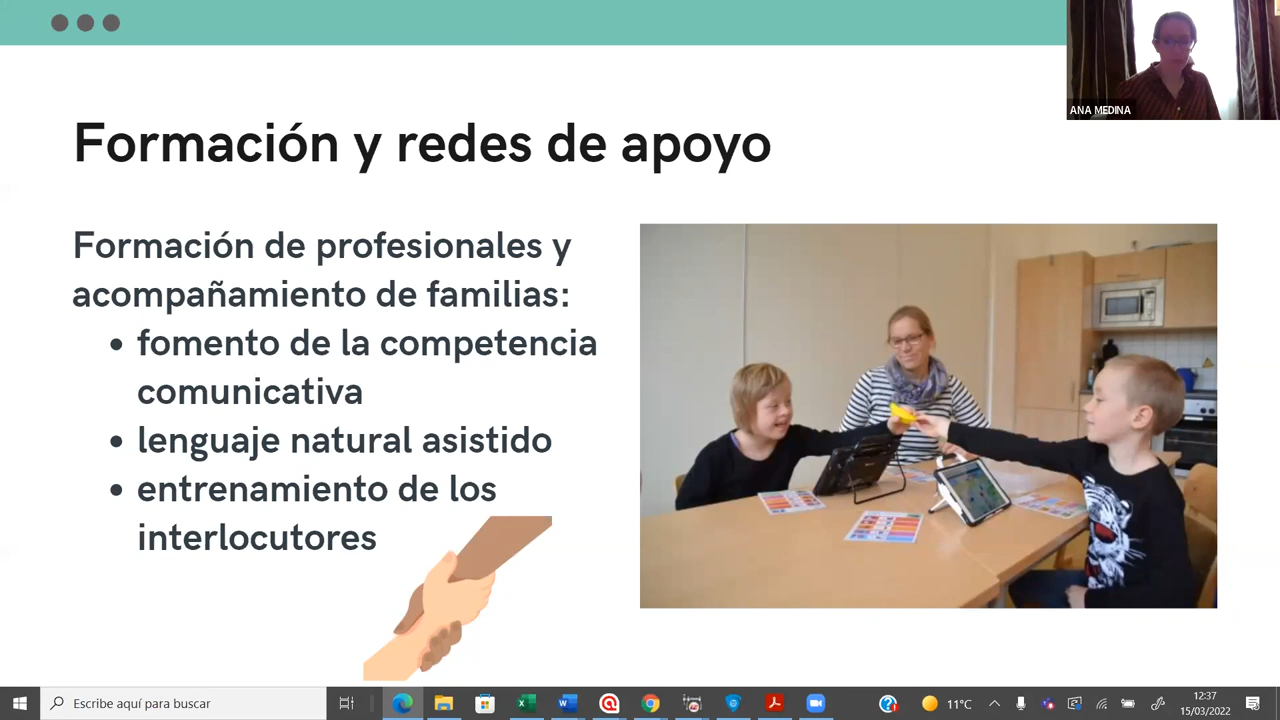 ANA MEDINA
Formación y redes de apoyo
Formación de profesionales y
acompañamiento de familias:
• fomento de la competencia
comunicativa
• lenguaje natural asistido
• entrenamiento de los
interlocutores
Escribe aquí para buscar
11°C
12:37
15/03/2022